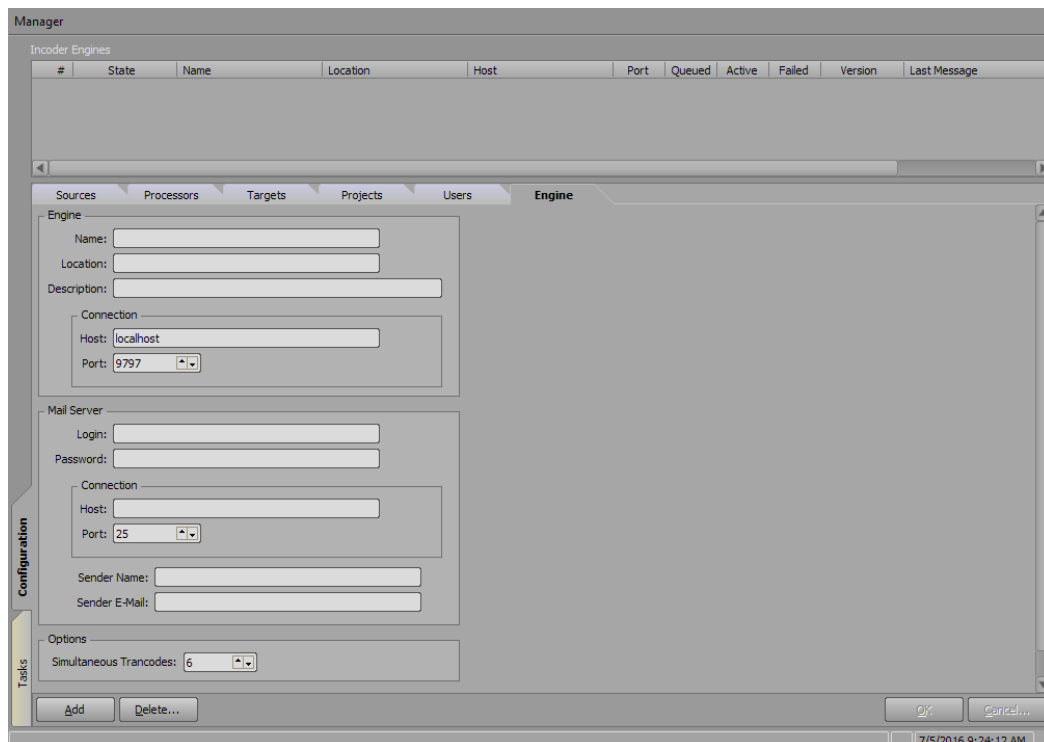 Manager
Incoder Engines
# State Name Location Host Port Queued Active Failed Version Last Message
Sources Processors Targets Projects Users Engine
Engine
Name:
Location:
Description:
Connection
Host: localhost
Port: 9797
Mail Server
Login:
Password:
Connection
Host:
Port: 25
Sender Name:
Sender E-Mail:
Options
Simultaneous Trancodes: 6
Configuration
Tasks
Add Delete... OK Cancel...
7/5/2016 9:24:12 AM